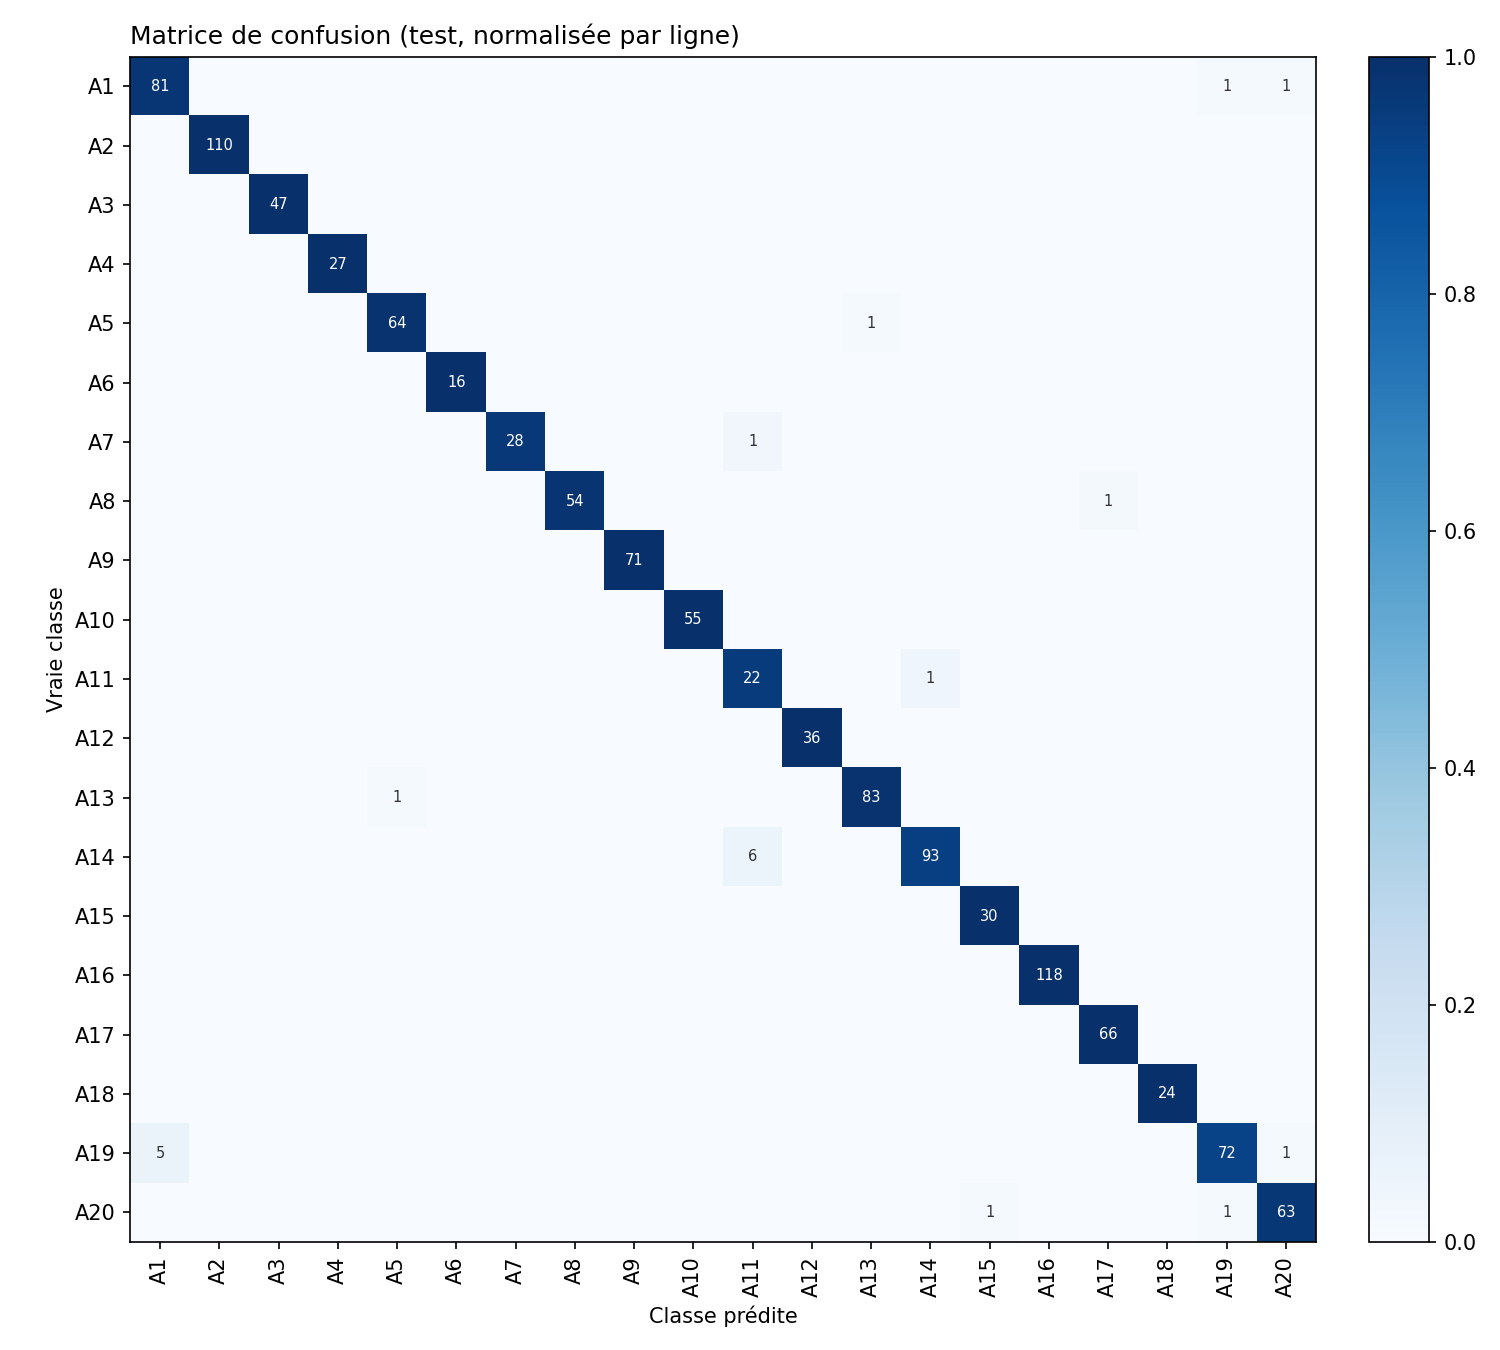 Matrice de confusion (test, normalisée par ligne)
A1 81 1 1
A2 110
A3 47
A4 27
A5 64 1
A6 16
A7 28 1
A8 54 1
A9 71
A10 55
A11 22 1
A12 36
A13 1 83
A14 6 93
A15 30
A16 118
A17 66
A18 24
A19 5 72 1
A20 1 1 63
Vraie classe
A1 A2 A3 A4 A5 A6 A7 A8 A9 A10 A11 A12 A13 A14 A15 A16 A17 A18 A19 A20
Classe prédite
1.0
0.8
0.6
0.4
0.2
0.0